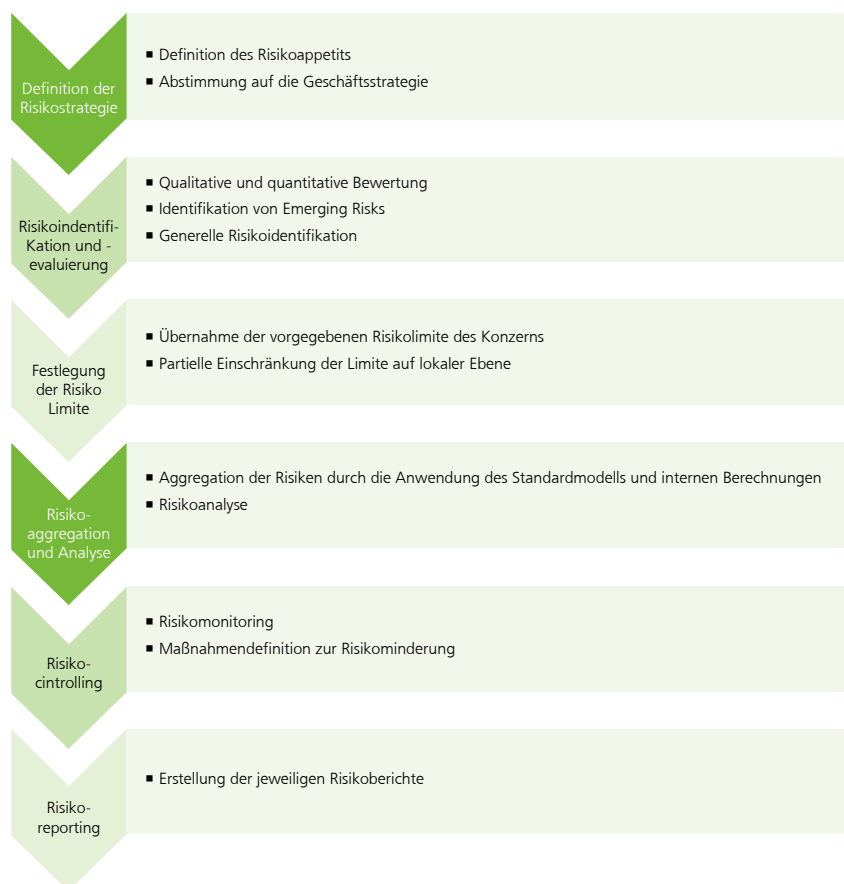 Definition der
Risikostrategie
■ Definition des Risikoappetits
■ Abstimmung auf die Geschäftsstrategie
Risikoindentifi-
Kation und -
evaluierung
■ Qualitative und quantitative Bewertung
■ Identifikation von Emerging Risks
■ Generelle Risikoidentifikation
Festlegung
der Risiko
Limite
■ Übernahme der vorgegebenen Risikolimite des Konzerns
■ Partielle Einschränkung der Limite auf lokaler Ebene
Risiko-
aggregation
und Analyse
■ Aggregation der Risiken durch die Anwendung des Standardmodells und internen Berechnungen
■ Risikoanalyse
Risiko-
cintrolling
■ Risikomonitoring
■ Maßnahmendefinition zur Risikominderung
Risiko-
reporting
■ Erstellung der jeweiligen Risikoberichte